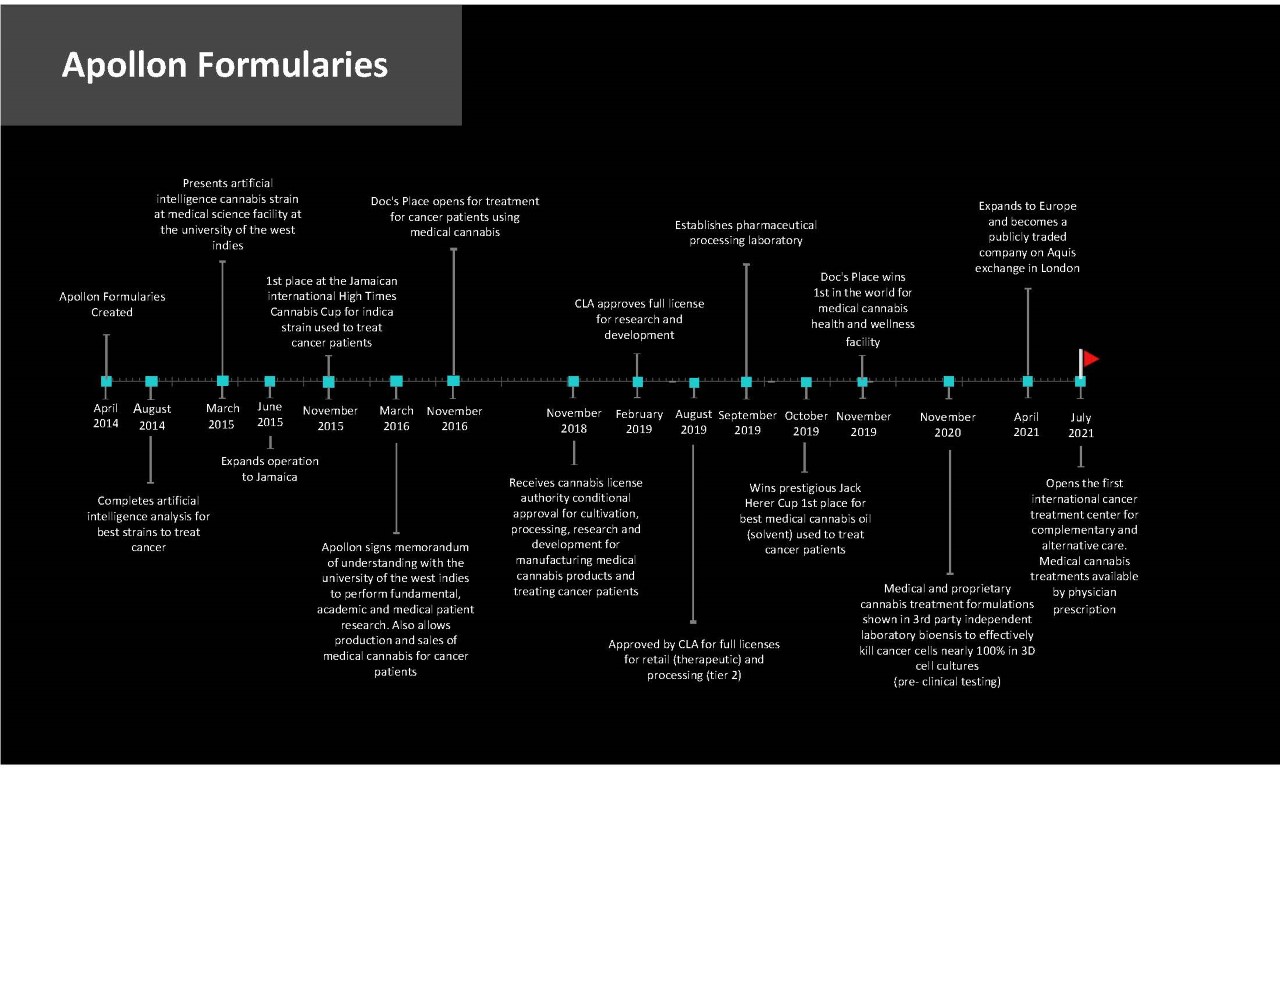 Apollon Formularies
Presents artificial
intelligence cannabis strain
at medical science facility at
the university of the west
indies
Doc's Place opens for treatment
for cancer patients using
medical cannabis
Establishes pharmaceutical
processing laboratory
Expands to Europe
and becomes a
publicly traded
company on Aquis
exchange in London
Apollon Formularies
Created
1st place at the Jamaican
international High Times
Cannabis Cup for indica
strain used to treat
cancer patients
CLA approves full license
for research and
development
Doc's Place wins
1st in the world for
medical cannabis
health and wellness
facility
April
2014
August
2014
March
2015
June
2015
November
2015
March
2016
November
2016
November
2018
February
2019
August
2019
September
2019
October
2019
November
2019
November
2020
April
2021
July
2021
Completes artificial
intelligence analysis for
best strains to treat
cancer
Expands operation
to Jamaica
Apollon signs memorandum
of understanding with the
university of the west indies
to perform fundamental,
academic and medical patient
research. Also allows
production and sales of
medical cannabis for cancer
patients
Receives cannabis license
authority conditional
approval for cultivation,
processing, research and
development for
manufacturing medical
cannabis products and
treating cancer patients
Approved by CLA for full licenses
for retail (therapeutic) and
processing (tier 2)
Wins prestigious Jack
Herer Cup 1st place for
best medical cannabis oil
(solvent) used to treat
cancer patients
Medical and proprietary
cannabis treatment formulations
shown in 3rd party independent
laboratory bioensis to effectively
kill cancer cells nearly 100% in 3D
cell cultures
(pre- clinical testing)
Opens the first
international cancer
treatment center for
complementary and
alternative care.
Medical cannabis
treatments available
by physician
prescription